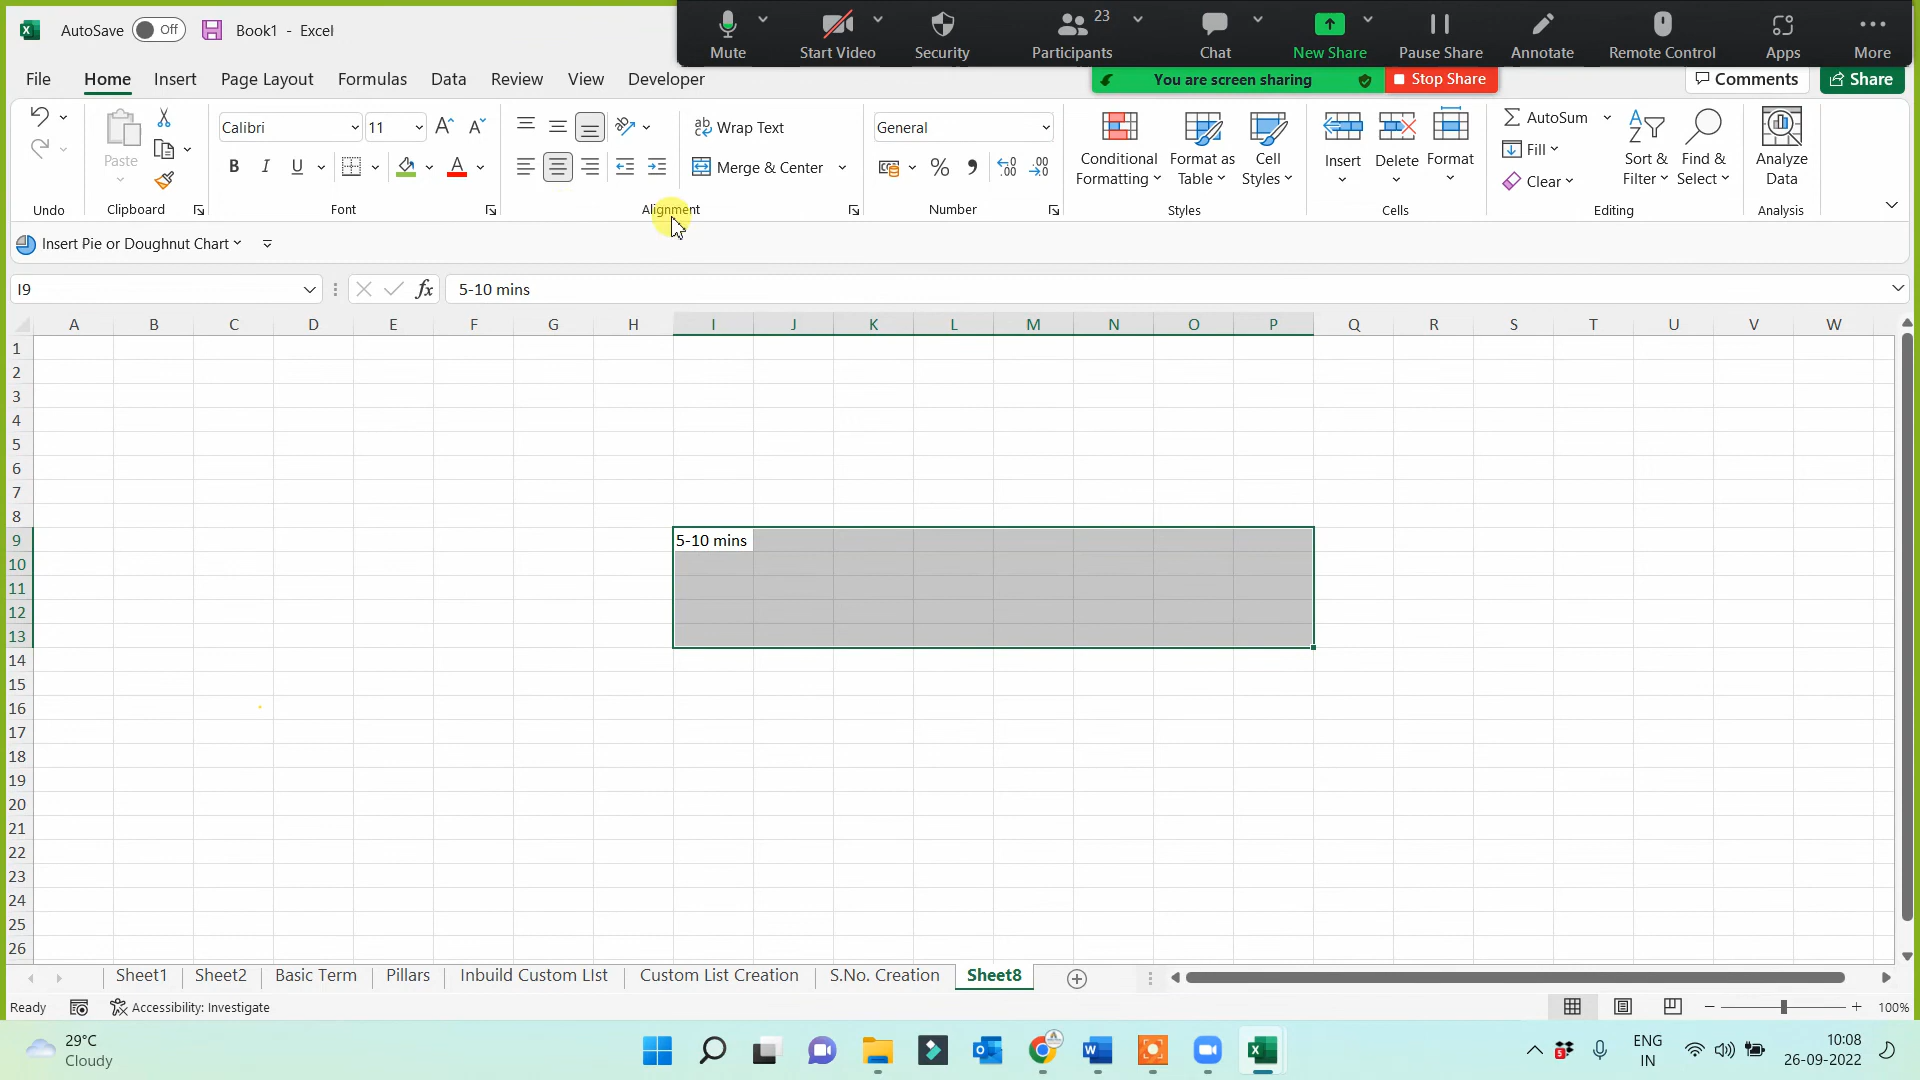 AutoSave Off Book1 - Excel
Mute Start Video Security Participants 23 Chat New Share Pause Share Annotate Remote Control Apps More
File Home Insert Page Layout Formulas Data Review View Developer You are screen sharing Stop Share Comments Share
Calibri 11 Wrap Text General
AutoSum
Paste
B I U Merge & Center
% , .00 .00
Conditional Formatting Format as Table Cell Styles Insert Delete Format
Fill
Clear
Sort & Filter Find & Select Analyze Data
Undo Clipboard Font Alignment Number Styles Cells Editing Analysis
Insert Pie or Doughnut Chart
I9 fx 5-10 mins
A B C D E F G H I J K L M N O P Q R S T U V W
1
2
3
4
5
6
7
8
9 5-10 mins
10
11
12
13
14
15
16
17
18
19
20
21
22
23
24
25
26
Sheet1 Sheet2 Basic Term Pillars Inbuild Custom LIst Custom List Creation S.No. Creation Sheet8
Ready Accessibility: Investigate 100%
29°C
Cloudy
ENG
IN
10:08
26-09-2022